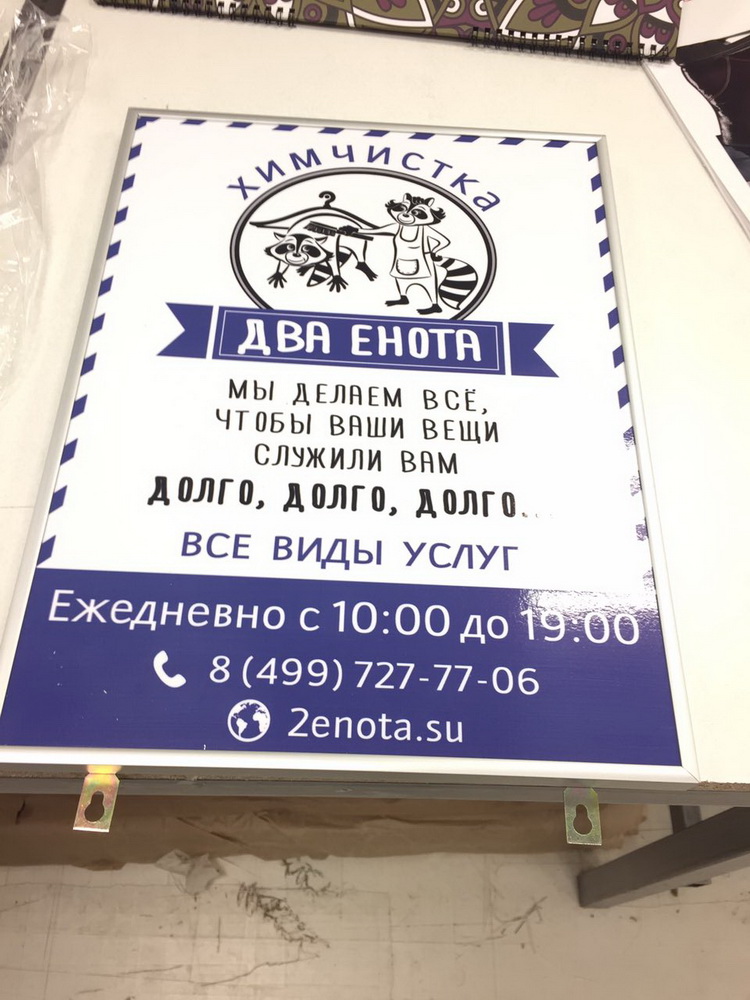 ХИМЧИСТКА
ДВА ЕНОТА
МЫ ДЕЛАЕМ ВСЁ,
ЧТОБЫ ВАШИ ВЕЩИ
СЛУЖИЛИ ВАМ
ДОЛГО, ДОЛГО, ДОЛГО...
ВСЕ ВИДЫ УСЛУГ
Ежедневно с 10:00 до 19:00
8 (499) 727-77-06
2enota.su